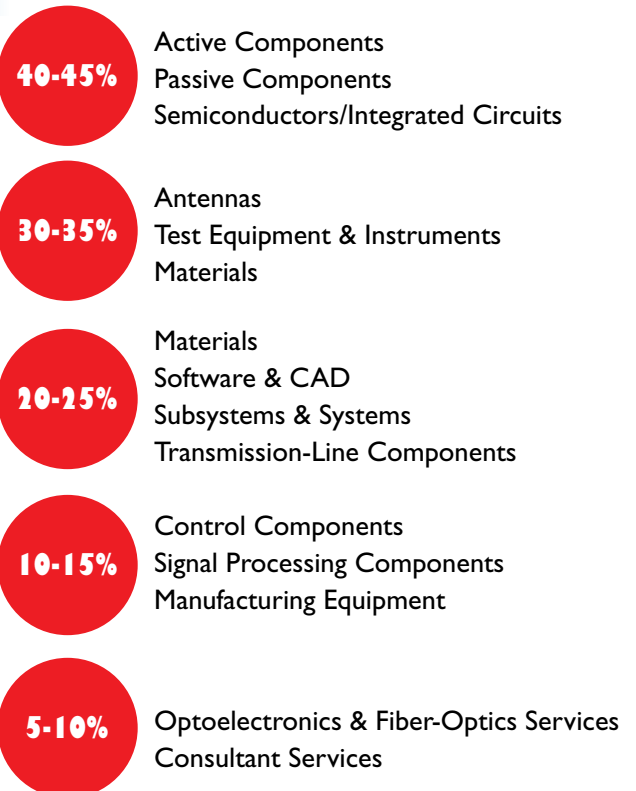 40-45%
Active Components
Passive Components
Semiconductors/Integrated Circuits
30-35%
Antennas
Test Equipment & Instruments
Materials
20-25%
Materials
Software & CAD
Subsystems & Systems
Transmission-Line Components
10-15%
Control Components
Signal Processing Components
Manufacturing Equipment
5-10%
Optoelectronics & Fiber-Optics Services
Consultant Services